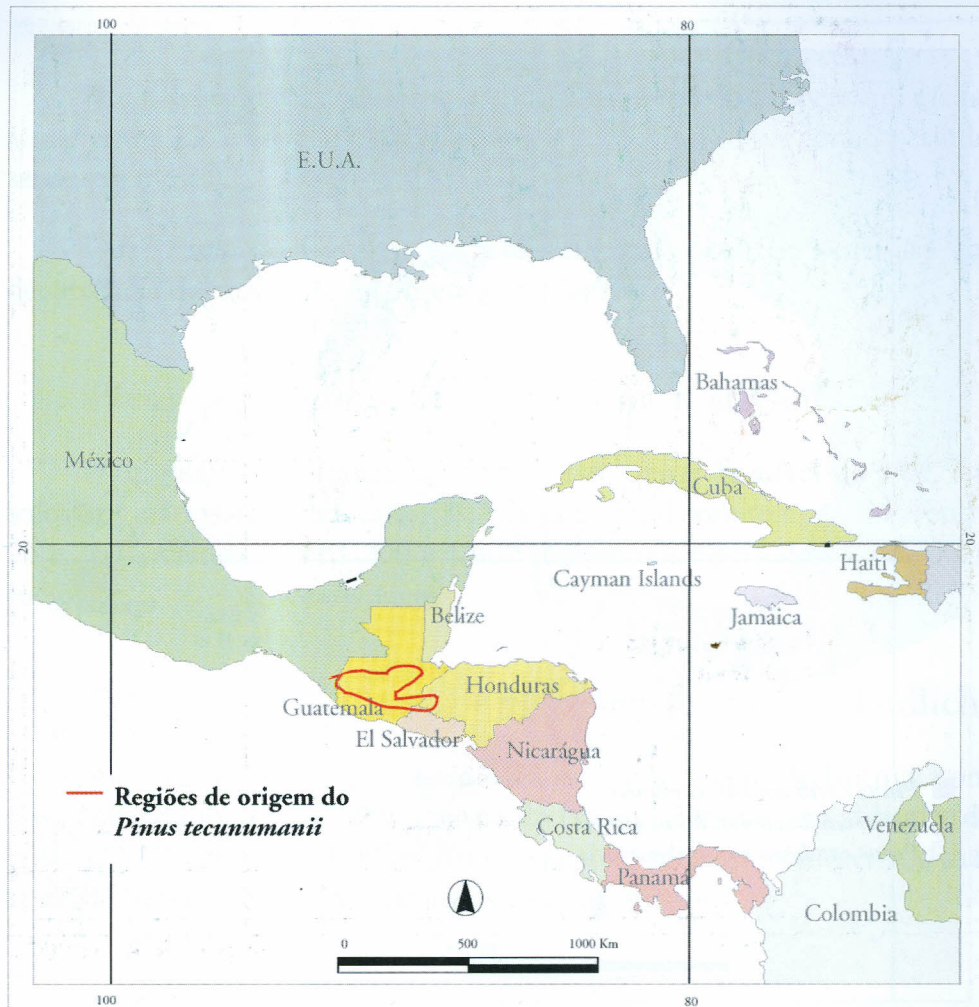 100
80
E.U.A.
Bahamas
México
Cuba
20
20
Haiti
Cayman Islands
Belize
Jamaica
Honduras
Guatemala
El Salvador
Nicarágua
Regiões de origem do
Pinus tecunumanii
Costa Rica
Venezuela
Panamá
Colombia
0
500
1000 Km
100
80